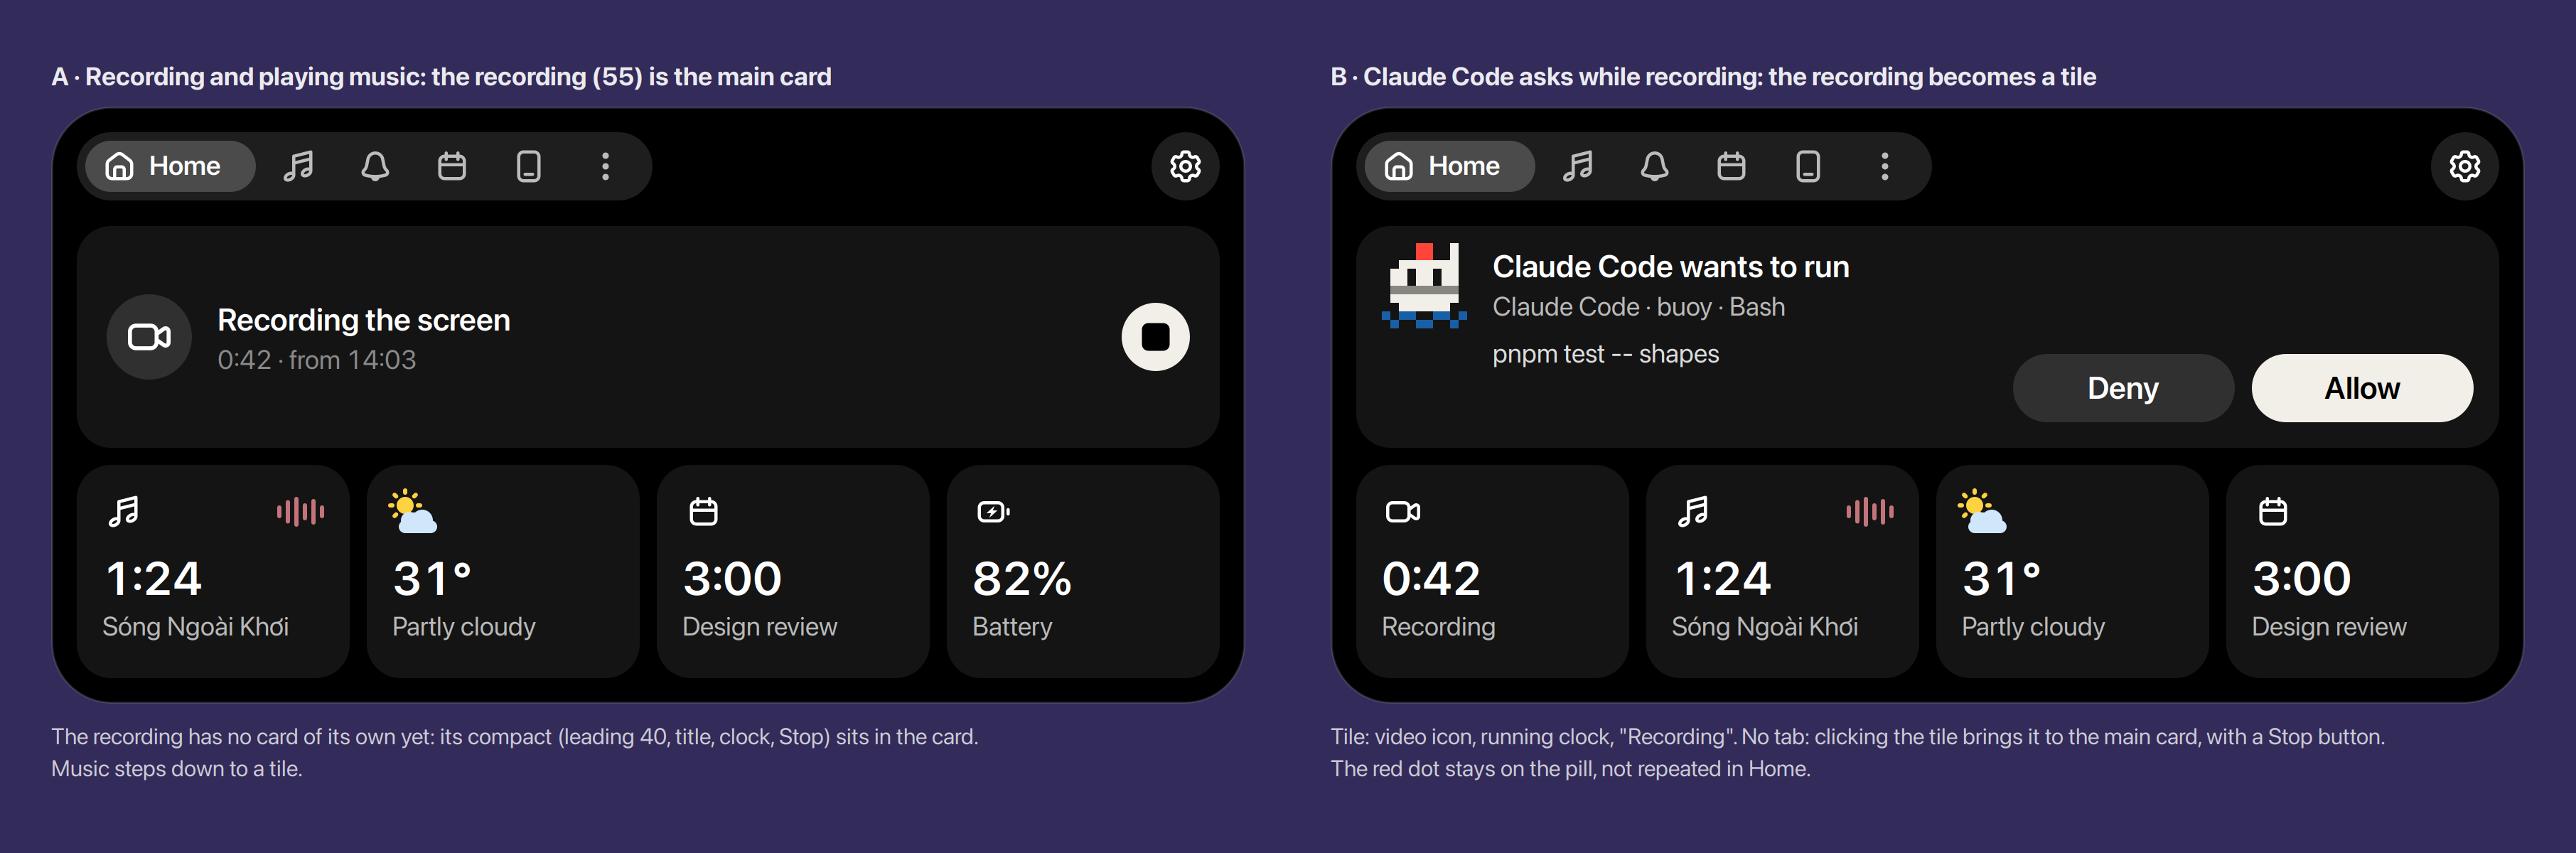 A · Recording and playing music: the recording (55) is the main card
Home
Recording the screen
0:42 · from 14:03
1:24
Sóng Ngoài Khơi
31°
Partly cloudy
3:00
Design review
82%
Battery
The recording has no card of its own yet: its compact (leading 40, title, clock, Stop) sits in the card.
Music steps down to a tile.
B · Claude Code asks while recording: the recording becomes a tile
Home
Claude Code wants to run
Claude Code · buoy · Bash
pnpm test -- shapes
Deny
Allow
0:42
Recording
1:24
Sóng Ngoài Khơi
31°
Partly cloudy
3:00
Design review
Tile: video icon, running clock, "Recording". No tab: clicking the tile brings it to the main card, with a Stop button.
The red dot stays on the pill, not repeated in Home.